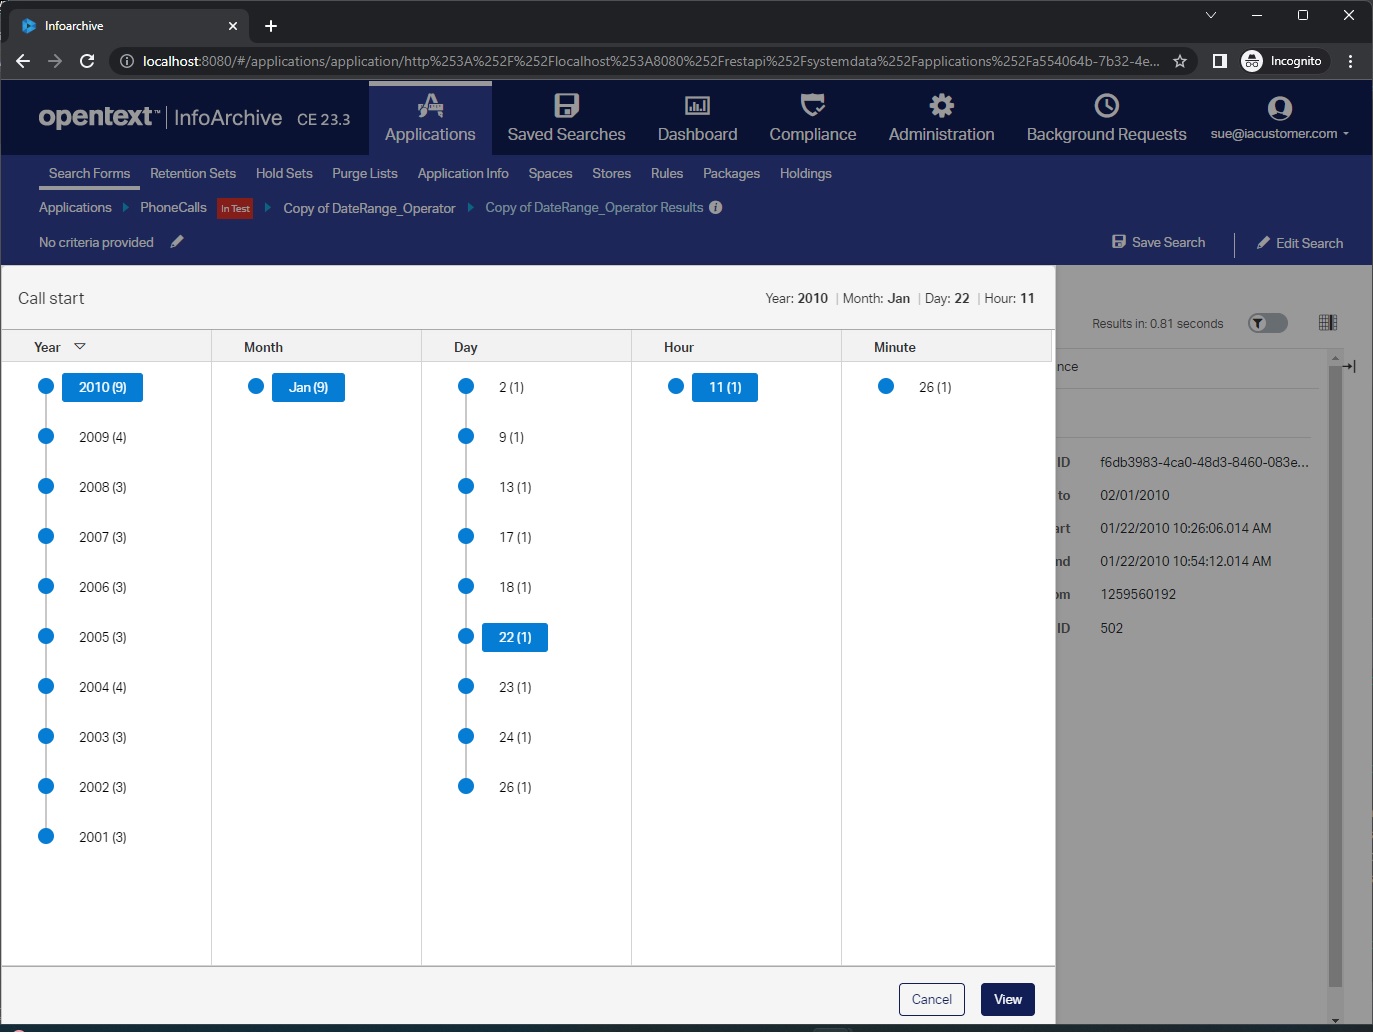 Infoarchive
localhost:8080/#/applications/application/http%253A%252F%252Flocalhost%253A8080%252Frestapi%252Fsystemdata%252Fapplications%252Fa554064b-7b32-4e...
Incognito
opentext™ | InfoArchive CE 23.3
Applications
Saved Searches
Dashboard
Compliance
Administration
Background Requests
sue@iacustomer.com
Search Forms Retention Sets Hold Sets Purge Lists Application Info Spaces Stores Rules Packages Holdings
Applications PhoneCalls In Test Copy of DateRange_Operator Copy of DateRange_Operator Results
No criteria provided
Save Search
Edit Search
Call start
Year: 2010 | Month: Jan | Day: 22 | Hour: 11
Results in: 0.81 seconds
Year Month Day Hour Minute
nce
2010 (9) Jan (9) 2 (1) 11 (1) 26 (1)
2009 (4) 9 (1)
2008 (3) 13 (1)
2007 (3) 17 (1)
2006 (3) 18 (1)
2005 (3) 22 (1)
2004 (4) 23 (1)
2003 (3) 24 (1)
2002 (3) 26 (1)
2001 (3)
ID f6db3983-4ca0-48d3-8460-083e...
to 02/01/2010
art 01/22/2010 10:26:06.014 AM
nd 01/22/2010 10:54:12.014 AM
om 1259560192
ID 502
Cancel
View